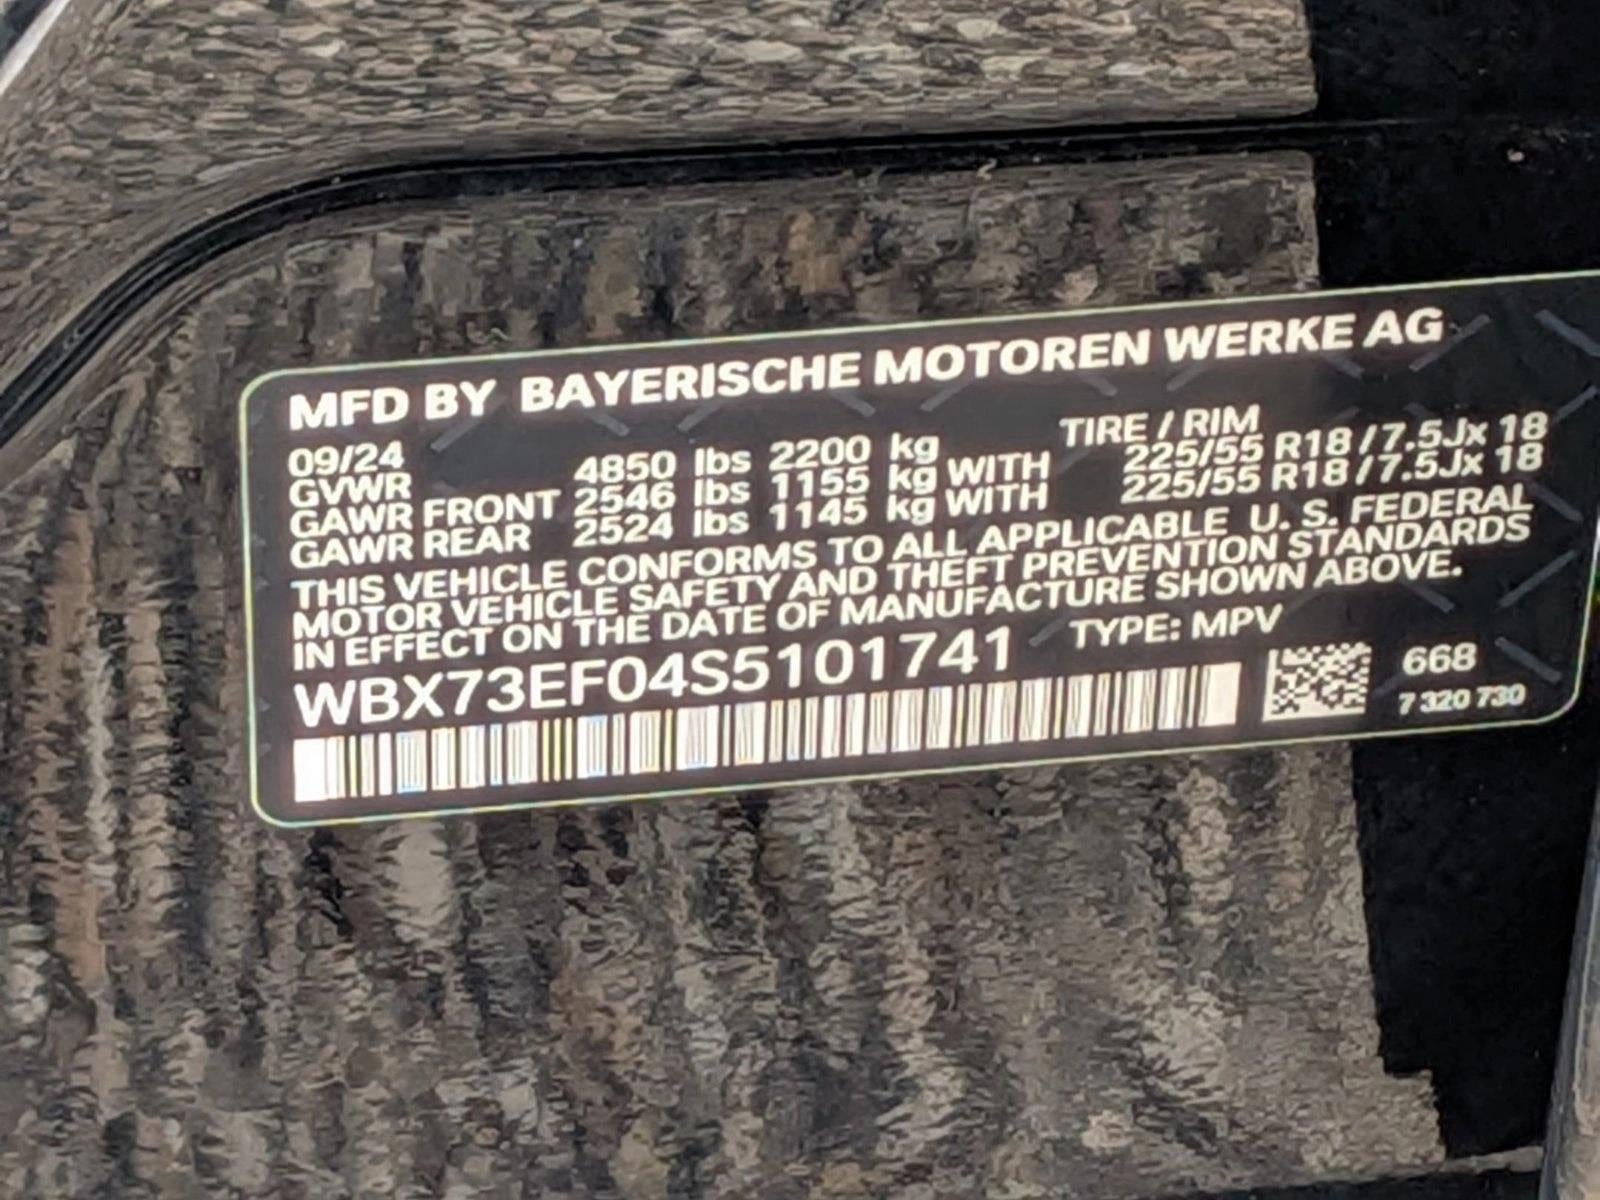 MFD BY BAYERISCHE MOTOREN WERKE AG
09/24 TIRE / RIM
GVWR 4850 lbs 2200 kg
GAWR FRONT 2546 lbs 1155 kg WITH 225/55 R18 / 7.5Jx 18
GAWR REAR 2524 lbs 1145 kg WITH 225/55 R18 / 7.5Jx 18
THIS VEHICLE CONFORMS TO ALL APPLICABLE U. S. FEDERAL
MOTOR VEHICLE SAFETY AND THEFT PREVENTION STANDARDS
IN EFFECT ON THE DATE OF MANUFACTURE SHOWN ABOVE.
WBX73EF04S5101741 TYPE: MPV
668
7 320 730